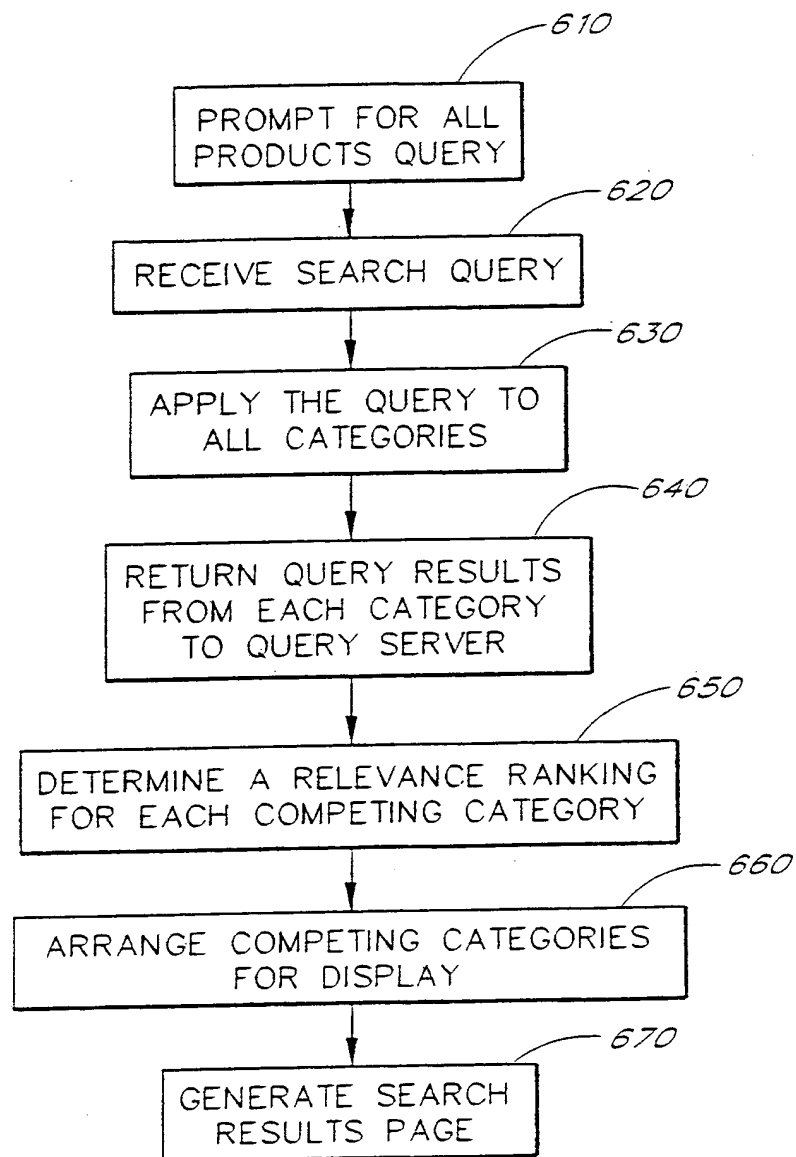 610
PROMPT FOR ALL
PRODUCTS QUERY
620
RECEIVE SEARCH QUERY
630
APPLY THE QUERY TO
ALL CATEGORIES
640
RETURN QUERY RESULTS
FROM EACH CATEGORY
TO QUERY SERVER
650
DETERMINE A RELEVANCE RANKING
FOR EACH COMPETING CATEGORY
660
ARRANGE COMPETING CATEGORIES
FOR DISPLAY
670
GENERATE SEARCH
RESULTS PAGE